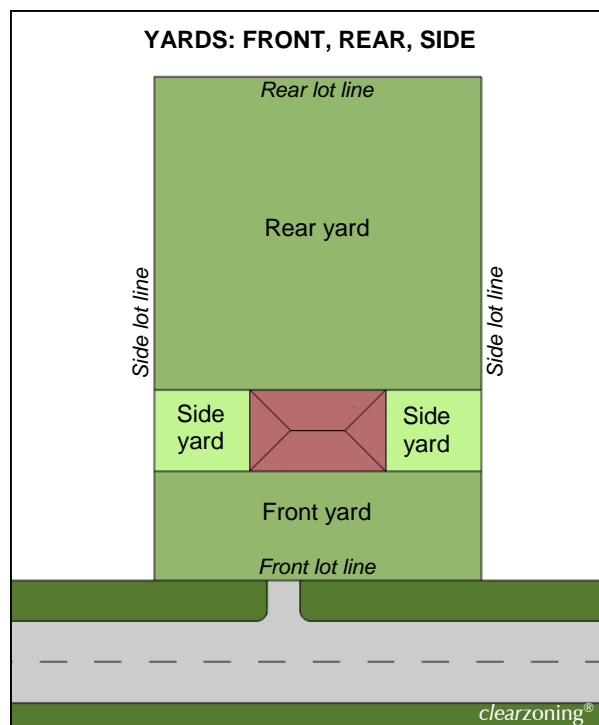 YARDS: FRONT, REAR, SIDE
Rear lot line
Rear yard
Side lot line
Side lot line
Side
yard
Side
yard
Front yard
Front lot line
clearzoning®